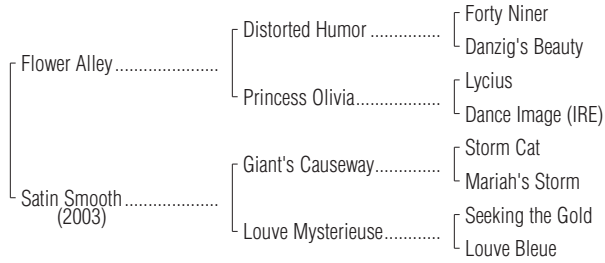 Forty Niner
Distorted Humor ...............
Danzig's Beauty
Flower Alley.......................
Lycius
Princess Olivia...................
Dance Image (IRE)
Storm Cat
Giant's Causeway...............
Mariah's Storm
Satin Smooth.....................
(2003)
Seeking the Gold
Louve Mysterieuse.............
Louve Bleue